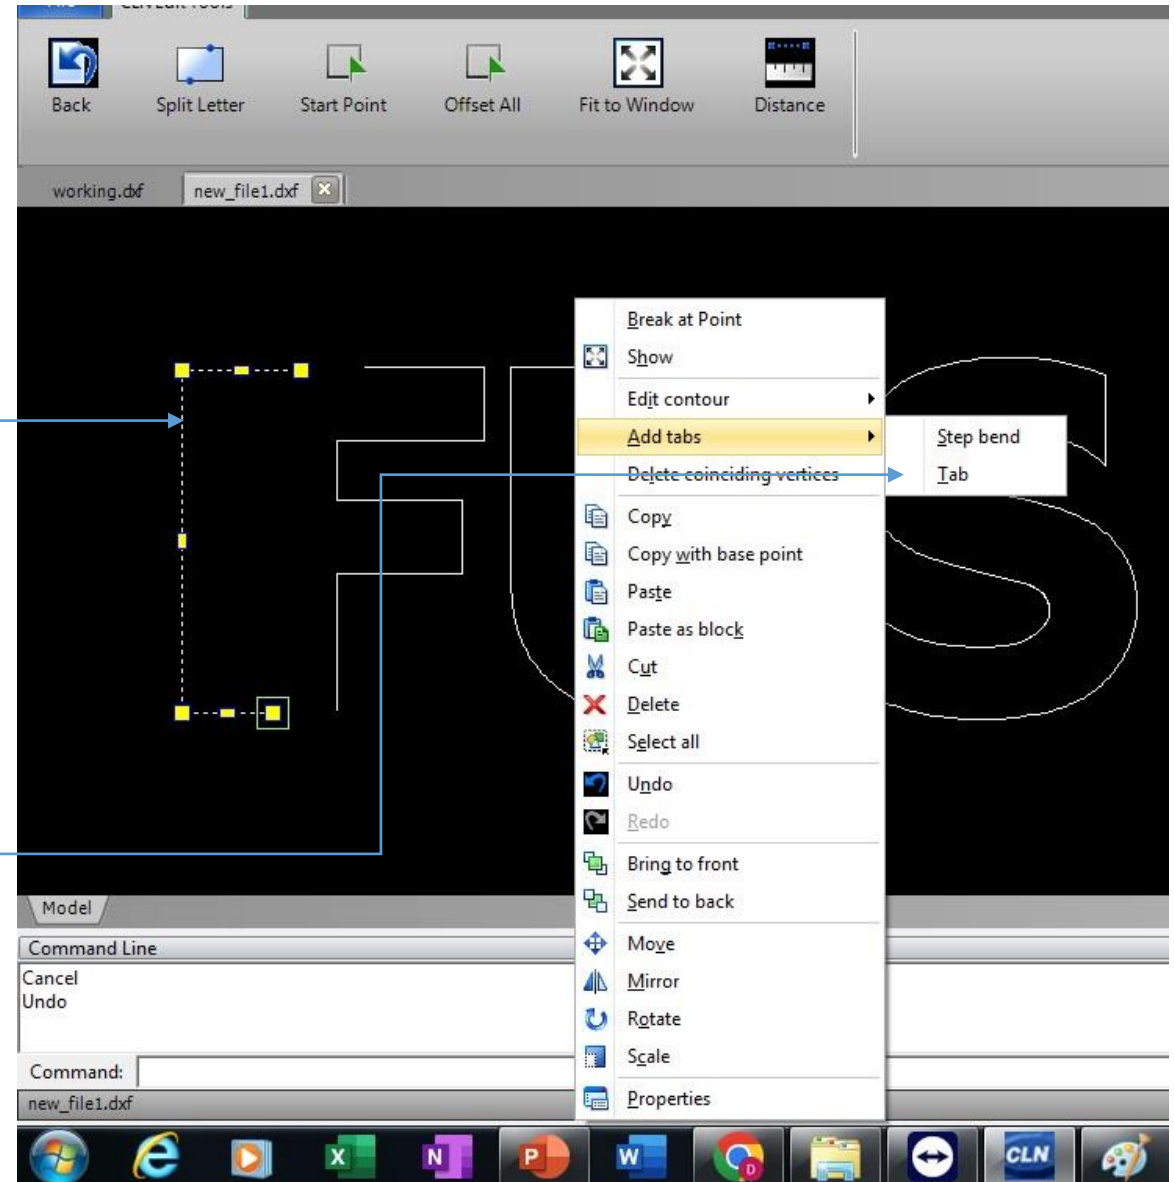 Back
Split Letter
Start Point
Offset All
Fit to Window
Distance
working.dxf
new_file1.dxf
Break at Point
Show
Edit contour
Add tabs
Step bend
Delete coinciding vertices
Tab
Copy
Copy with base point
Paste
Paste as block
Cut
Delete
Select all
Undo
Redo
Bring to front
Send to back
Move
Mirror
Rotate
Scale
Properties
Model
Command Line
Cancel
Undo
Command:
new_file1.dxf
X
N
P
W
D
CLN